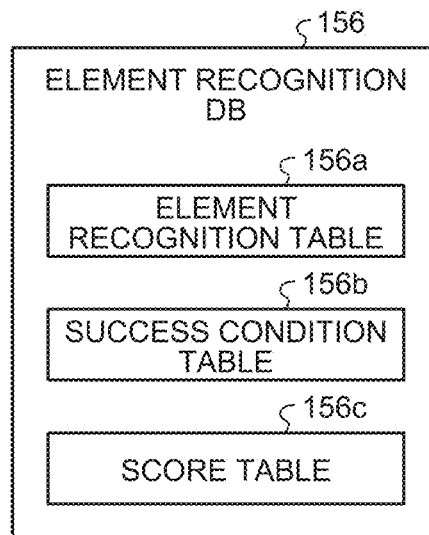 156
ELEMENT RECOGNITION
DB
156a
ELEMENT
RECOGNITION TABLE
156b
SUCCESS CONDITION
TABLE
156c
SCORE TABLE